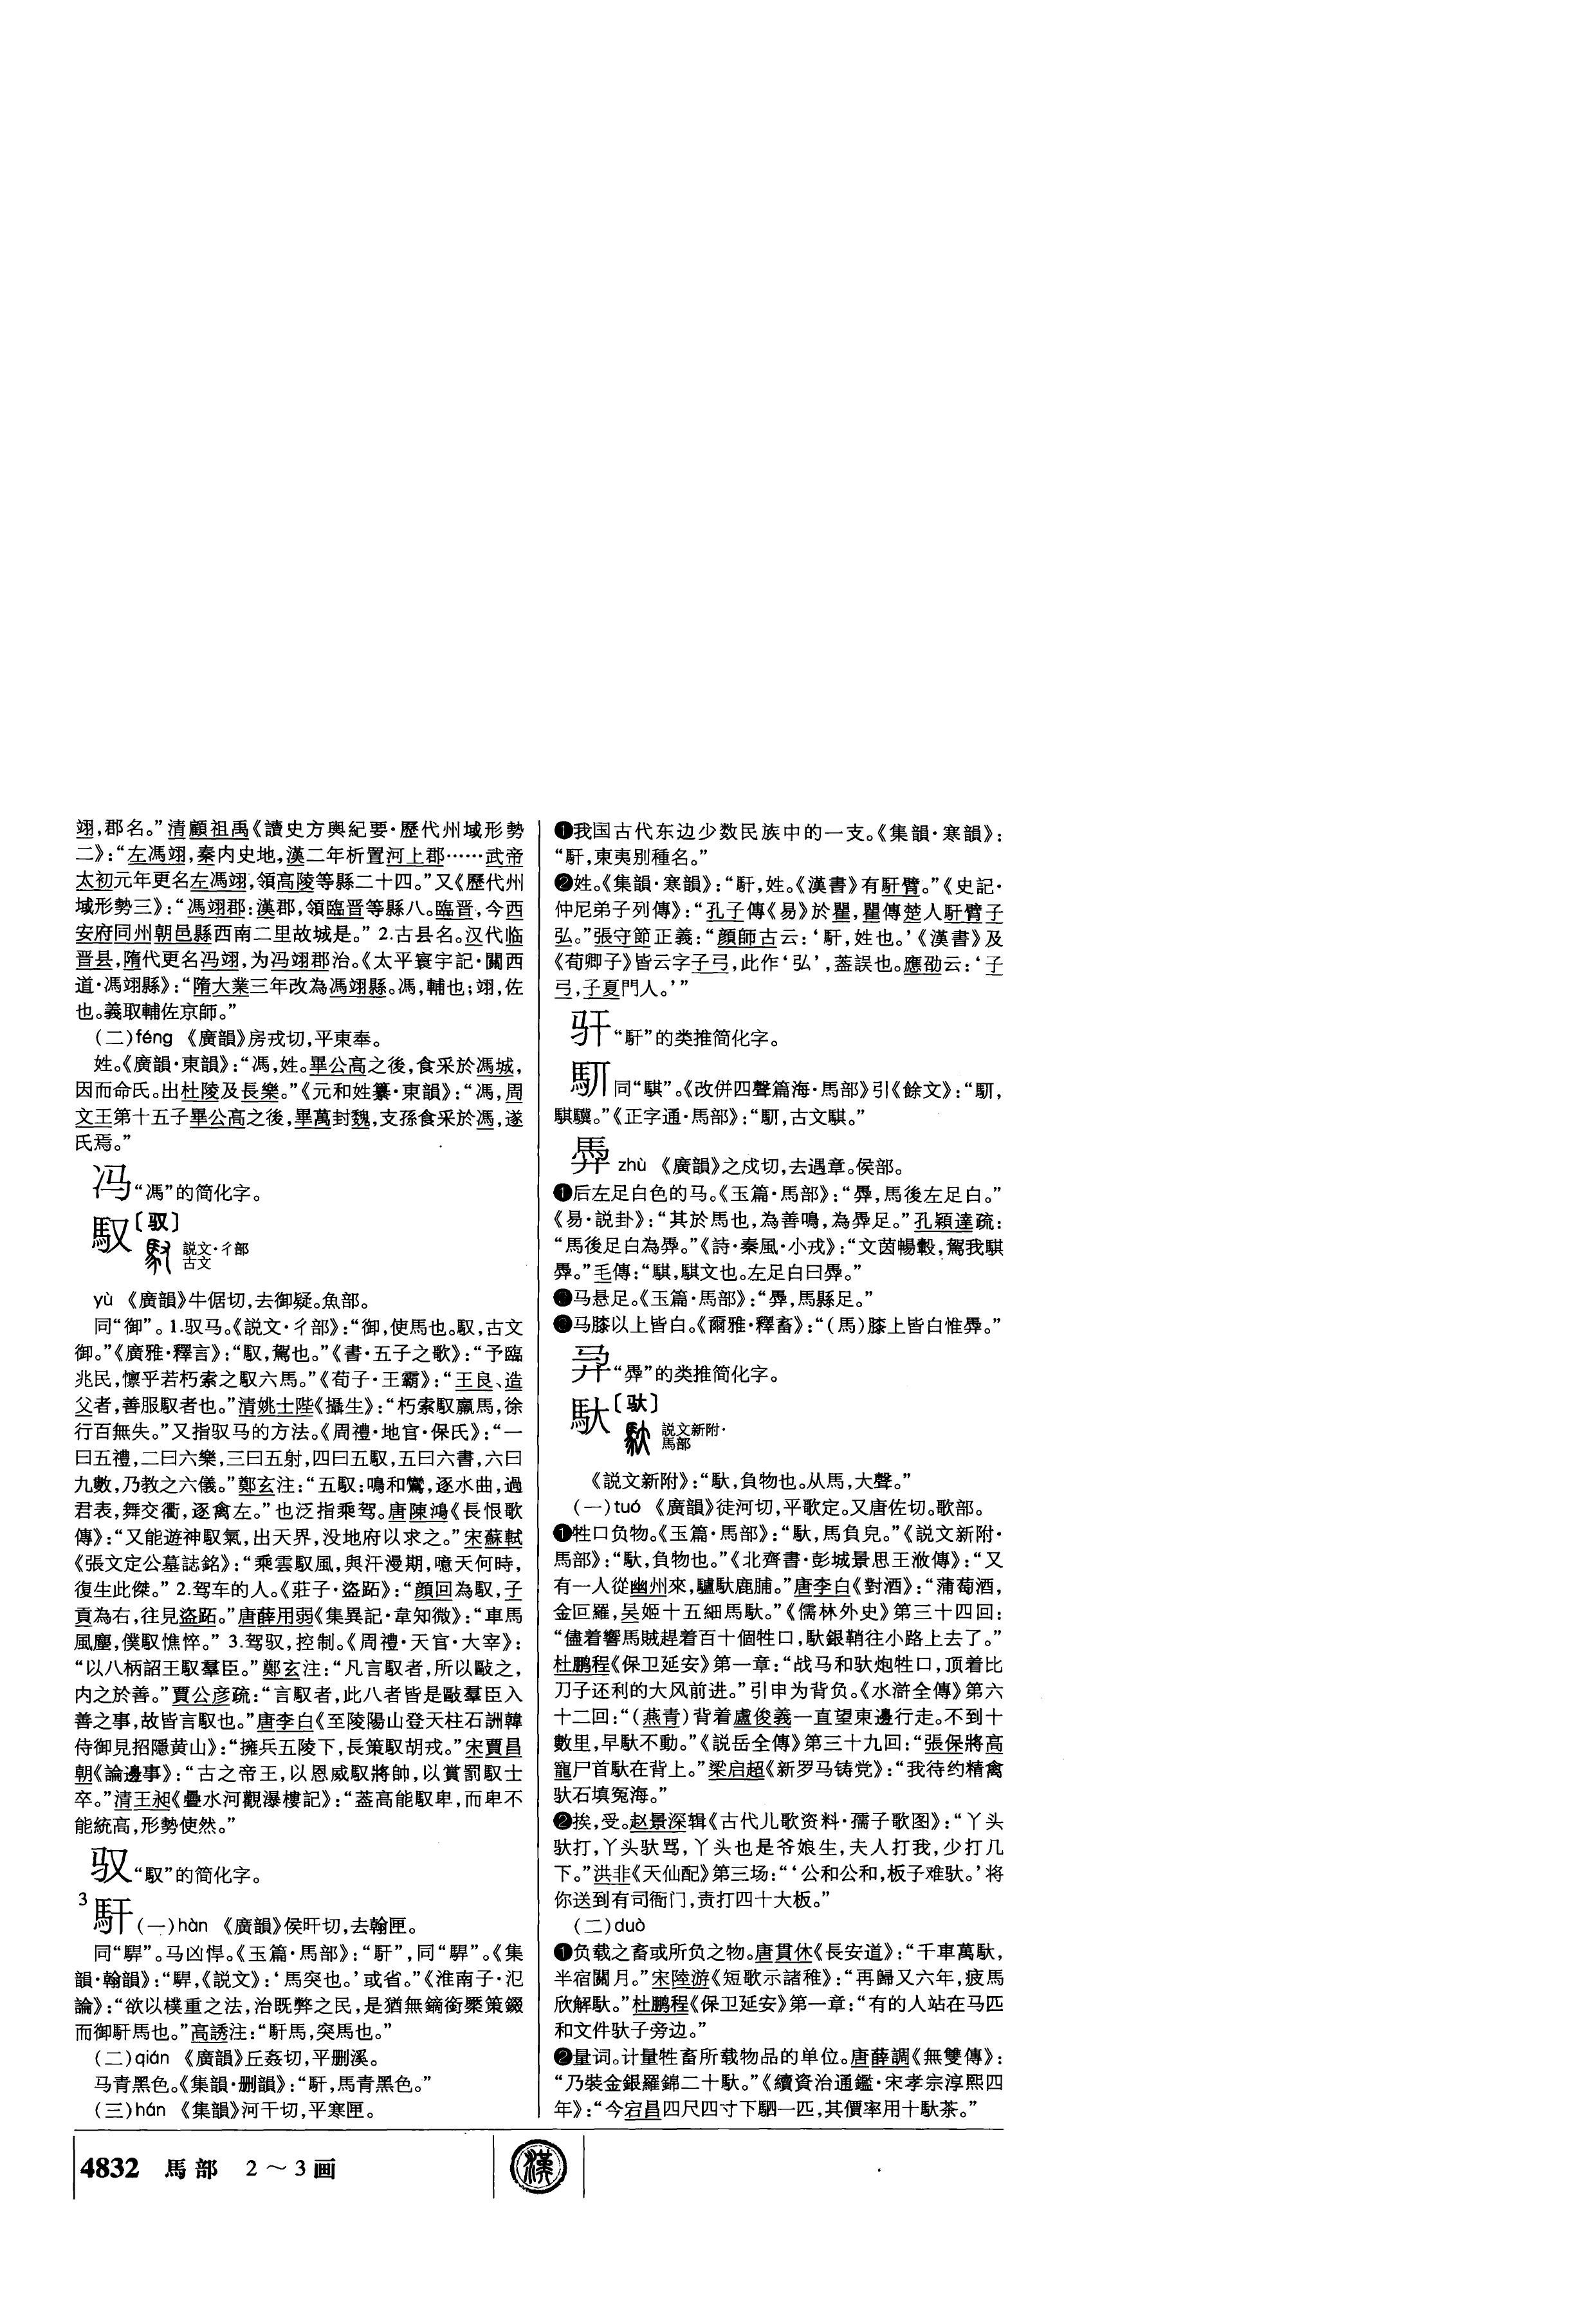 翊，郡名。”清顧祖禹《讀史方輿紀要·歷代州域形勢
二》：“左馮翊，秦内史地，漢二年析置河上郡……武帝
太初元年更名左馮翊，領高陵等縣二十四。”又《歷代州
域形勢三》：“馮翊郡：漢郡，領臨晋等縣八。臨晋，今西
安府同州朝邑縣西南二里故城是。” 2.古县名。汉代临
晋县，隋代更名冯翊，为冯翊郡治。《太平寰宇記·關西
道·馮翊縣》：“隋大業三年改為馮翊縣。馮，輔也；翊，佐
也。義取輔佐京師。”
（二）féng 《廣韻》房戎切，平東奉。
姓。《廣韻·東韻》：“馮，姓。畢公高之後，食采於馮城，
因而命氏。出杜陵及長樂。”《元和姓纂·東韻》：“馮，周
文王第十五子畢公高之後，畢萬封魏，支孫食采於馮，遂
氏焉。”
冯 “馮”的简化字。
馭〔驭〕
説文·彳部
古文
yù 《廣韻》牛倨切，去御疑。魚部。
同“御”。1.驭马。《説文·彳部》：“御，使馬也。馭，古文
御。”《廣雅·釋言》：“馭，駕也。”《書·五子之歌》：“予臨
兆民，懍乎若朽索之馭六馬。”《荀子·王霸》：“王良、造
父者，善服馭者也。”清姚士陛《攝生》：“朽索馭羸馬，徐
行百無失。”又指驭马的方法。《周禮·地官·保氏》：“一
曰五禮，二曰六樂，三曰五射，四曰五馭，五曰六書，六曰
九數，乃教之六儀。”鄭玄注：“五馭：鳴和鸞，逐水曲，過
君表，舞交衢，逐禽左。”也泛指乘驾。唐陳鴻《長恨歌
傳》：“又能遊神馭氣，出天界，没地府以求之。”宋蘇軾
《張文定公墓誌銘》：“乘雲馭風，與汗漫期，噫天何時，
復生此傑。” 2.驾车的人。《莊子·盜跖》：“顔回為馭，子
貢為右，往見盜跖。”唐薛用弱《集異記·韋知微》：“車馬
風塵，僕馭憔悴。” 3.驾驭，控制。《周禮·天官·大宰》：
“以八柄詔王馭羣臣。”鄭玄注：“凡言馭者，所以敺之，
内之於善。”賈公彦疏：“言馭者，此八者皆是敺羣臣入
善之事，故皆言馭也。”唐李白《至陵陽山登天柱石詶韓
侍御見招隱黄山》：“擁兵五陵下，長策馭胡戎。”宋賈昌
朝《論邊事》：“古之帝王，以恩威馭將帥，以賞罰馭士
卒。”清王昶《疊水河觀瀑樓記》：“葢高能馭卑，而卑不
能統高，形勢使然。”
驭 “馭”的简化字。
3
馯 （一）hàn 《廣韻》侯旰切，去翰匣。
同“駻”。马凶悍。《玉篇·馬部》：“馯”，同“駻”。《集
韻·翰韻》：“駻，《説文》：‘馬突也。’或省。”《淮南子·氾
論》：“欲以樸重之法，治既弊之民，是猶無鏑銜橜策錣
而御馯馬也。”高誘注：“馯馬，突馬也。”
（二）qián 《廣韻》丘姦切，平删溪。
马青黑色。《集韻·删韻》：“馯，馬青黑色。”
（三）hán 《集韻》河干切，平寒匣。
❶我国古代东边少数民族中的一支。《集韻·寒韻》：
“馯，東夷别種名。”
❷姓。《集韻·寒韻》：“馯，姓。《漢書》有馯臂。”《史記·
仲尼弟子列傳》：“孔子傳《易》於瞿，瞿傳楚人馯臂子
弘。”張守節正義：“顔師古云：‘馯，姓也。’《漢書》及
《荀卿子》皆云字子弓，此作‘弘’，葢誤也。應劭云：‘子
弓，子夏門人。’”
𫘛 “馯”的类推简化字。
䭴 同“騏”。《改併四聲篇海·馬部》引《餘文》：“䭴，
騏驥。”《正字通·馬部》：“䭴，古文騏。”
馵 zhù 《廣韻》之戍切，去遇章。侯部。
❶后左足白色的马。《玉篇·馬部》：“馵，馬後左足白。”
《易·説卦》：“其於馬也，為善鳴，為馵足。”孔穎達疏：
“馬後足白為馵。”《詩·秦風·小戎》：“文茵暢轂，駕我騏
馵。”毛傳：“騏，騏文也。左足白曰馵。”
❷马悬足。《玉篇·馬部》：“馵，馬縣足。”
❸马膝以上皆白。《爾雅·釋畜》：“（馬）膝上皆白惟馵。”
“馵”的类推简化字。
馱〔驮〕
説文新附·
馬部
《説文新附》：“馱，負物也。从馬，大聲。”
（一）tuó 《廣韻》徒河切，平歌定。又唐佐切。歌部。
❶牲口负物。《玉篇·馬部》：“馱，馬負皃。”《説文新附·
馬部》：“馱，負物也。”《北齊書·彭城景思王浟傳》：“又
有一人從幽州來，驢馱鹿脯。”唐李白《對酒》：“蒲萄酒，
金叵羅，吴姬十五細馬馱。”《儒林外史》第三十四回：
“儘着響馬賊趕着百十個牲口，馱銀鞘往小路上去了。”
杜鹏程《保卫延安》第一章：“战马和驮炮牲口，顶着比
刀子还利的大风前进。”引申为背负。《水滸全傳》第六
十二回：“（燕青）背着盧俊義一直望東邊行走。不到十
數里，早馱不動。”《説岳全傳》第三十九回：“張保將高
寵尸首馱在背上。”梁启超《新罗马铸党》：“我待约精禽
驮石填冤海。”
❷挨，受。赵景深辑《古代儿歌资料·孺子歌图》：“丫头
驮打，丫头驮骂，丫头也是爷娘生，夫人打我，少打几
下。”洪非《天仙配》第三场：“‘公和公和，板子难驮。’将
你送到有司衙门，责打四十大板。”
（二）duò
❶负载之畜或所负之物。唐貫休《長安道》：“千車萬馱，
半宿關月。”宋陸游《短歌示諸稚》：“再歸又六年，疲馬
欣解馱。”杜鹏程《保卫延安》第一章：“有的人站在马匹
和文件驮子旁边。”
❷量词。计量牲畜所载物品的单位。唐薛調《無雙傳》：
“乃裝金銀羅錦二十馱。”《續資治通鑑·宋孝宗淳熙四
年》：“今宕昌四尺四寸下駟一匹，其價率用十馱茶。”
4832 馬部 2～3画
漢